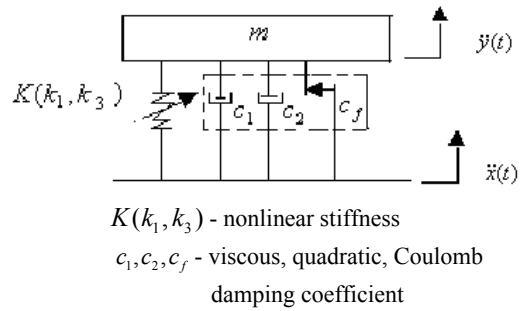 m
ÿ(t)
K(k₁, k₃)
c₁ c₂ c_f
ẍ(t)
K(k₁, k₃) - nonlinear stiffness
c₁, c₂, c_f - viscous, quadratic, Coulomb
damping coefficient